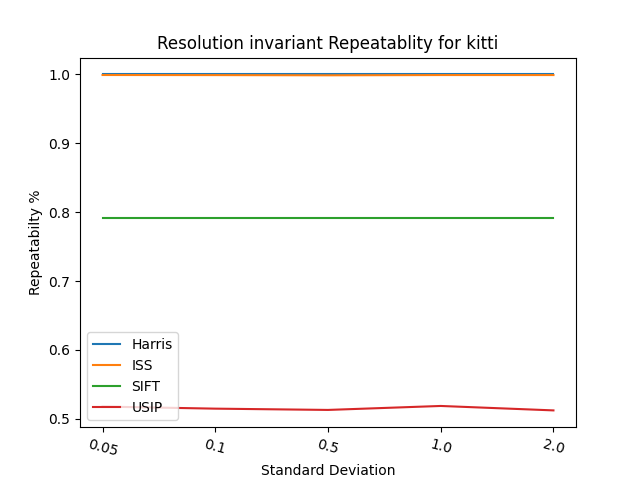 Resolution invariant Repeatablity for kitti
1.0
0.9
0.8
0.7
0.6
0.5
Repeatabilty %
Harris
ISS
SIFT
USIP
0.05
0.1
0.5
1.0
2.0
Standard Deviation